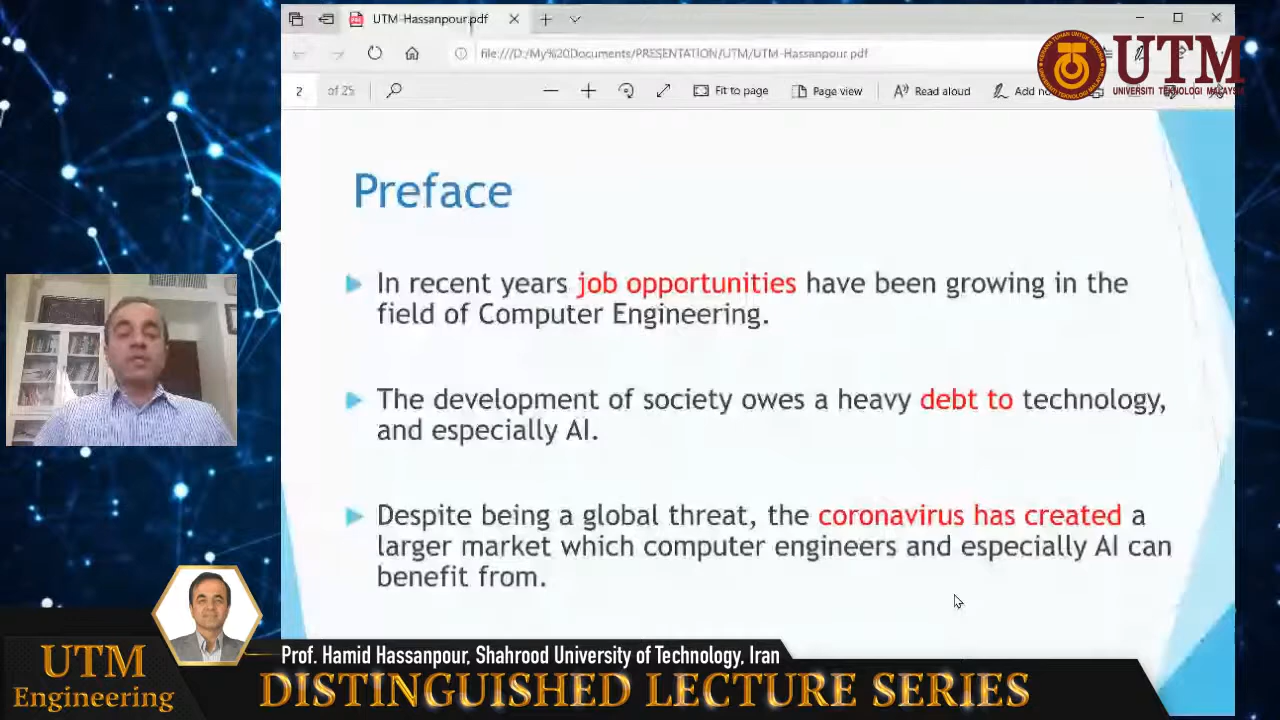 UTM-Hassanpour.pdf
file:///D:/My%20Documents/PRESENTATION/UTM/UTM-Hassanpour.pdf
UTM
UNIVERSITI TEKNOLOGI MALAYSIA
2 of 25
Fit to page
Page view
Read aloud
Preface
In recent years job opportunities have been growing in the
field of Computer Engineering.
The development of society owes a heavy debt to technology,
and especially AI.
Despite being a global threat, the coronavirus has created a
larger market which computer engineers and especially AI can
benefit from.
Prof. Hamid Hassanpour, Shahrood University of Technology, Iran
UTM
Engineering
DISTINGUISHED LECTURE SERIES